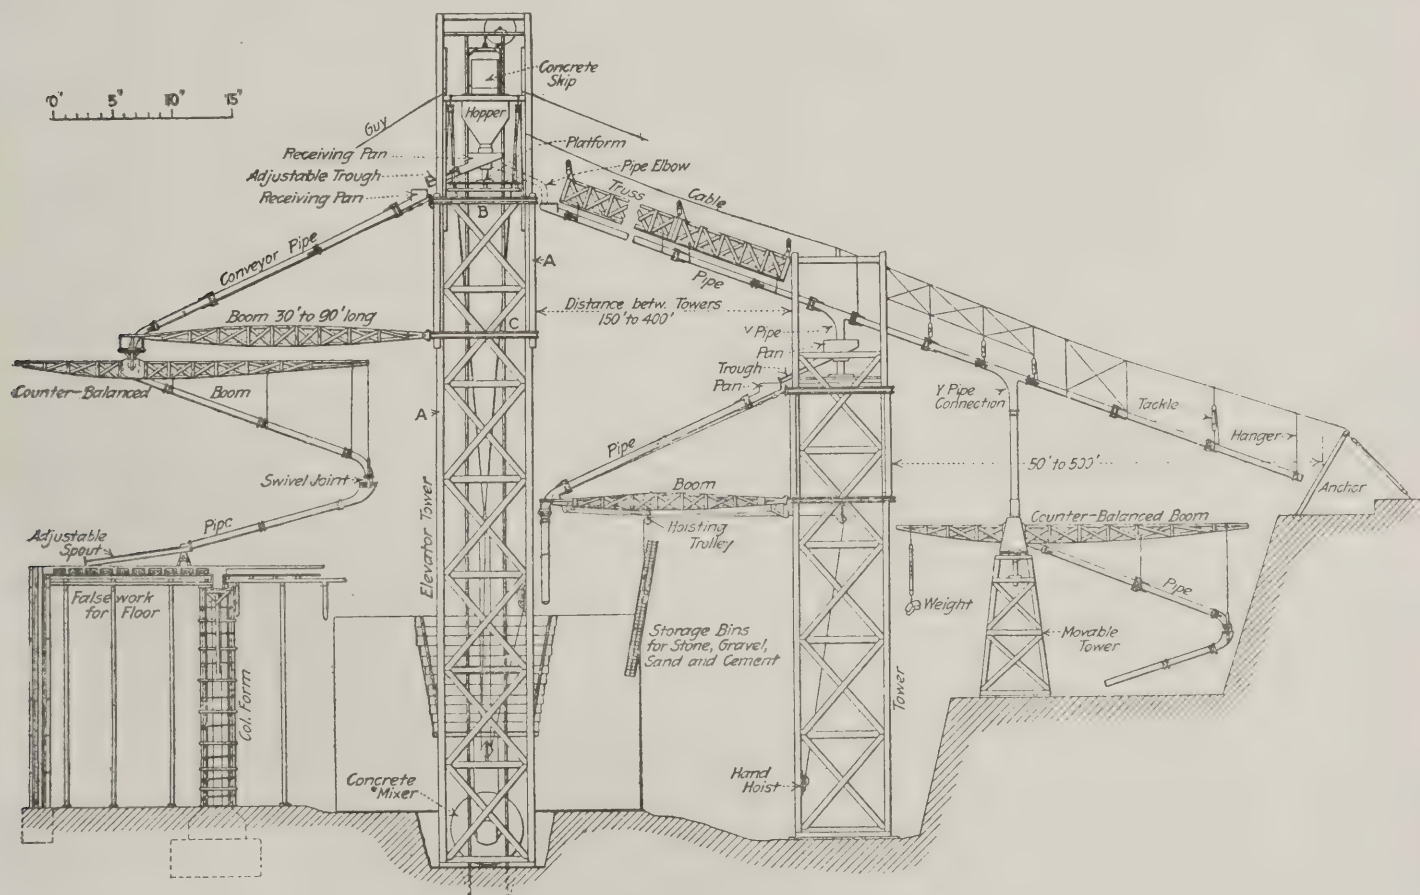 0" 5" 10" 15"
Concrete
Skip
Hopper
Guy
Platform
Receiving Pan
Pipe Elbow
Adjustable Trough
Receiving Pan
Truss
Cable
B
Conveyor Pipe
A
Pipe
Distance betw. Towers
150' to 400'
Boom 30' to 90' long
C
Y Pipe
Pan
Trough
Pan
Counter-Balanced Boom
A
Y Pipe
Connection
Tackle
Hanger
Pipe
50' to 500'
Swivel Joint
Boom
Anchor
Pipe
Hoisting
Trolley
Counter-Balanced Boom
Adjustable
Spout
Elevator Tower
Pipe
False work
for Floor
Weight
Storage Bins
for Stone, Gravel,
Sand and Cement
Movable
Tower
Col. Form
Tower
Concrete
Mixer
Hand
Hoist